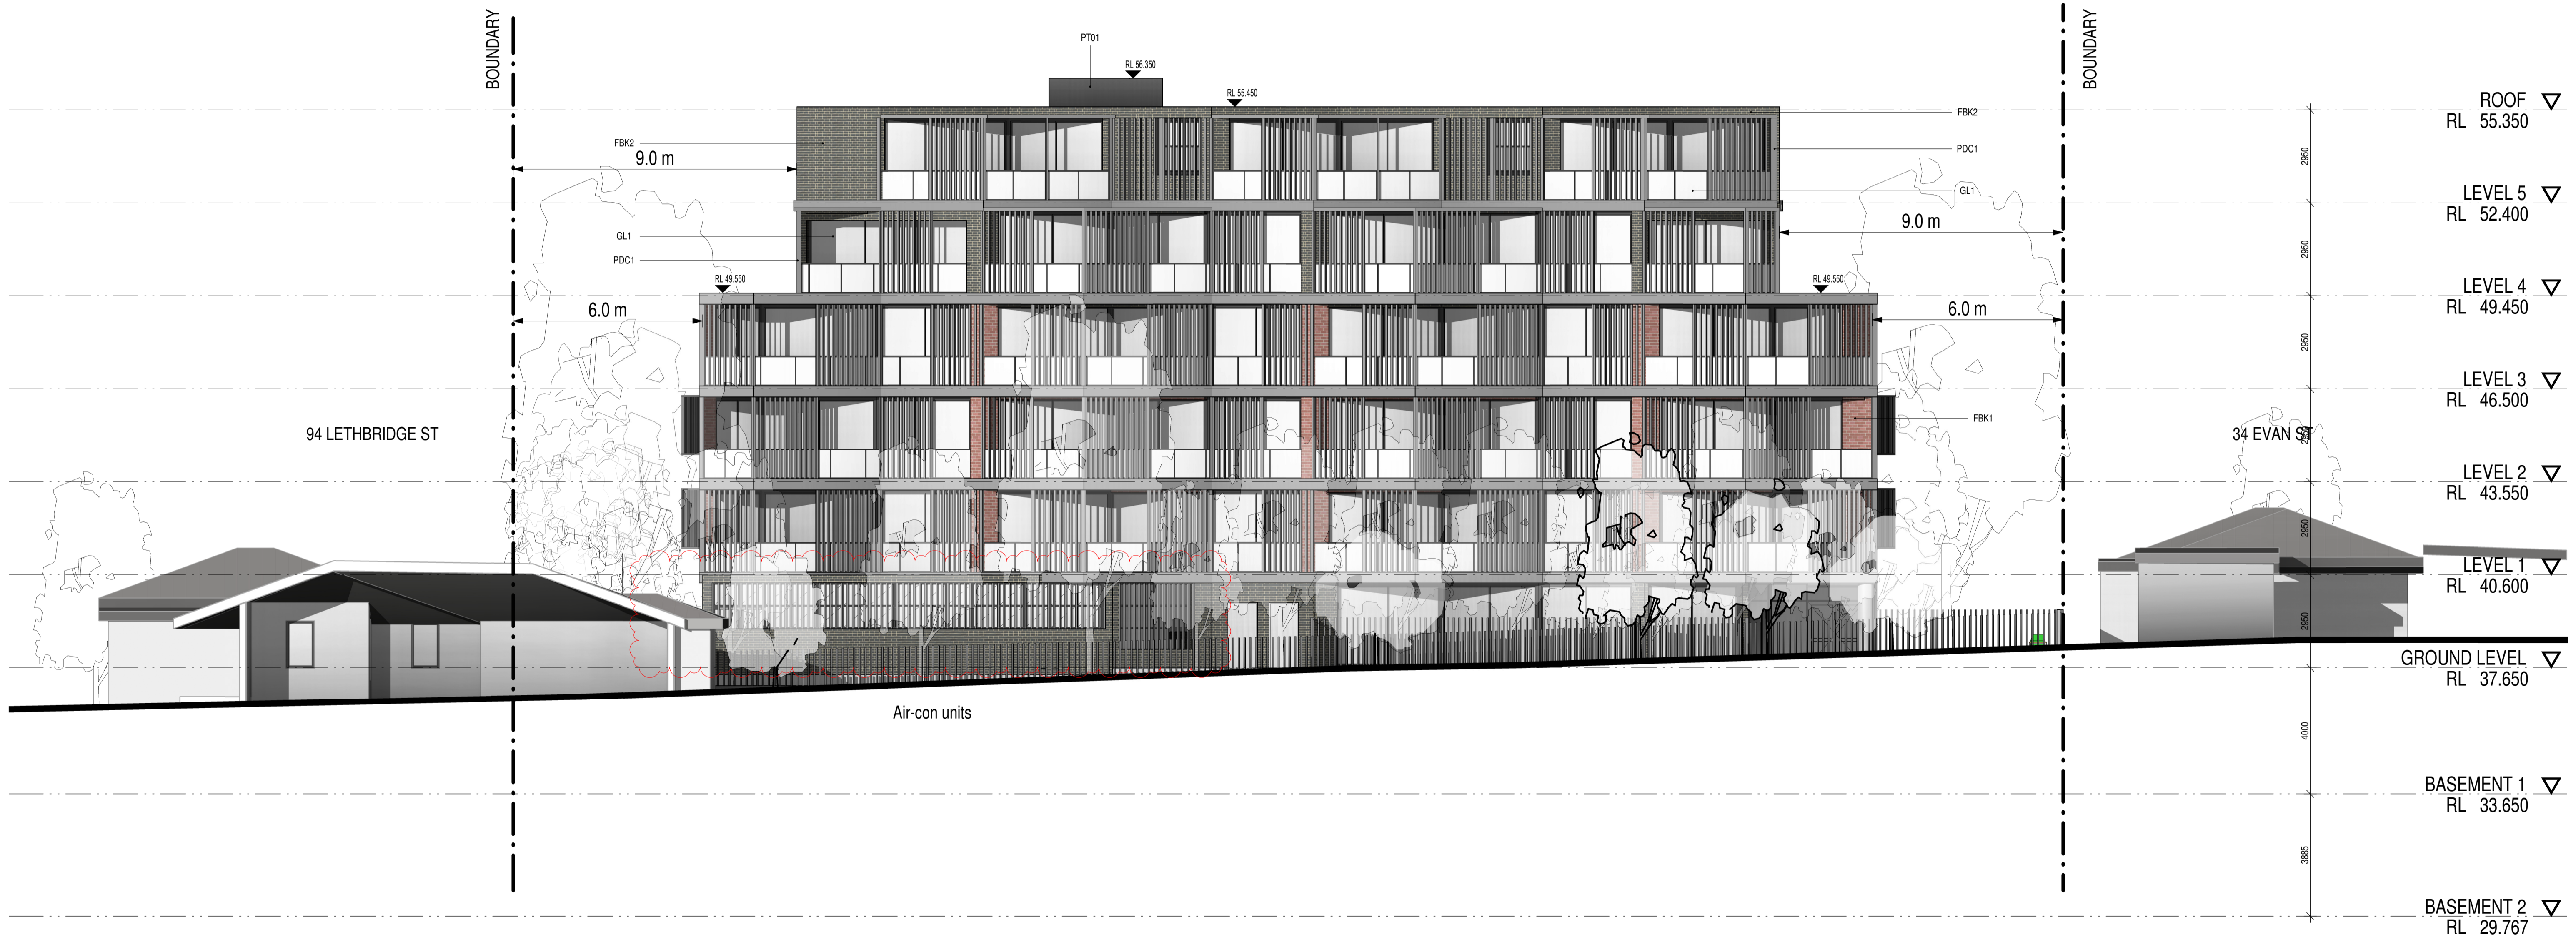 BOUNDARY
BOUNDARY
PT01
RL 56.350
RL 55.450
ROOF
RL 55.350
FBK2
FBK2
9.0 m
PDC1
2950
GL1
LEVEL 5
RL 52.400
9.0 m
GL1
PDC1
2950
RL 49.550
RL 49.550
LEVEL 4
RL 49.450
6.0 m
6.0 m
2950
LEVEL 3
RL 46.500
FBK1
94 LETHBRIDGE ST
34 EVAN ST
2950
LEVEL 2
RL 43.550
2950
LEVEL 1
RL 40.600
2950
GROUND LEVEL
RL 37.650
Air-con units
4000
BASEMENT 1
RL 33.650
3885
BASEMENT 2
RL 29.767